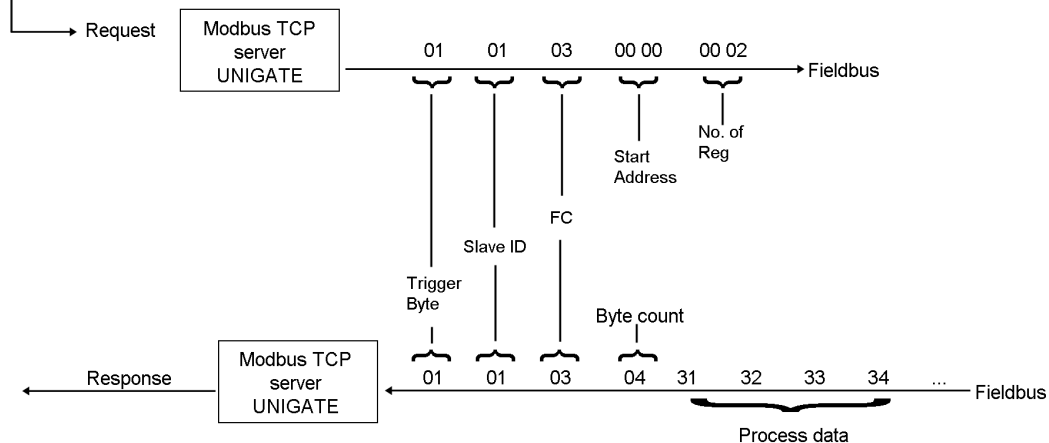 Request
Modbus TCP
server
UNIGATE
01 01 03 00 00 00 02
Fieldbus
No. of
Reg
Start
Address
FC
Slave ID
Trigger
Byte
Byte count
Response
Modbus TCP
server
UNIGATE
01 01 03 04 31 32 33 34 ...
Fieldbus
Process data